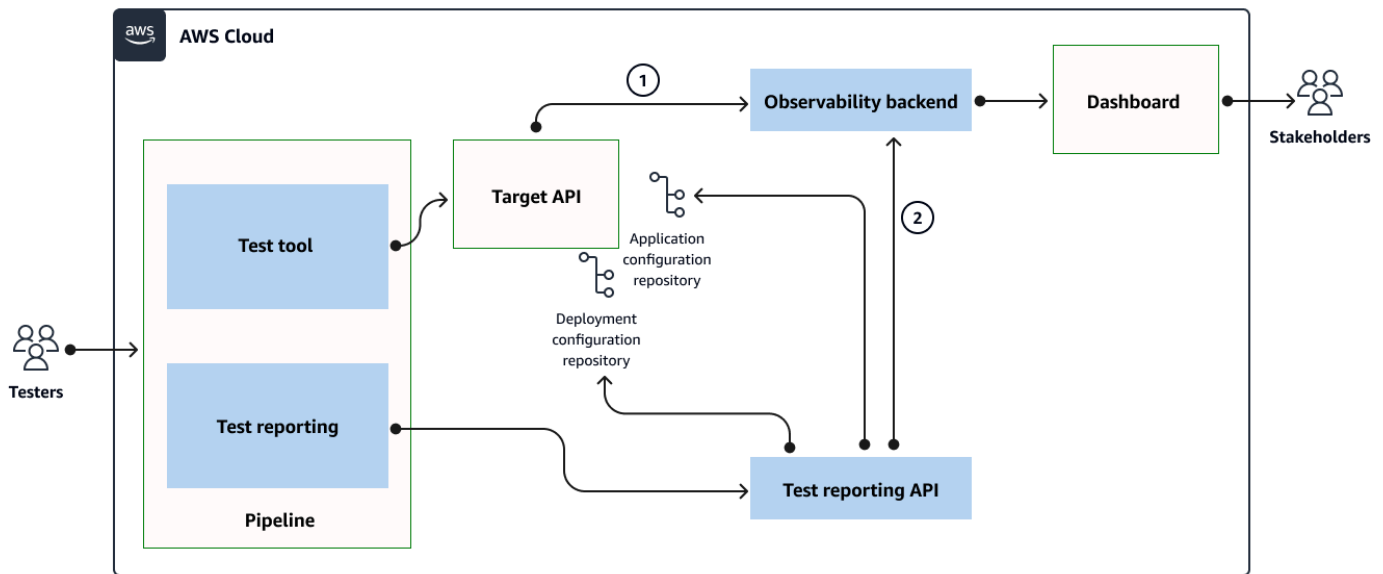 aws
AWS Cloud
1
Observability backend
Dashboard
Stakeholders
Target API
Test tool
2
Application
configuration
repository
Deployment
configuration
repository
Testers
Test reporting
Test reporting API
Pipeline